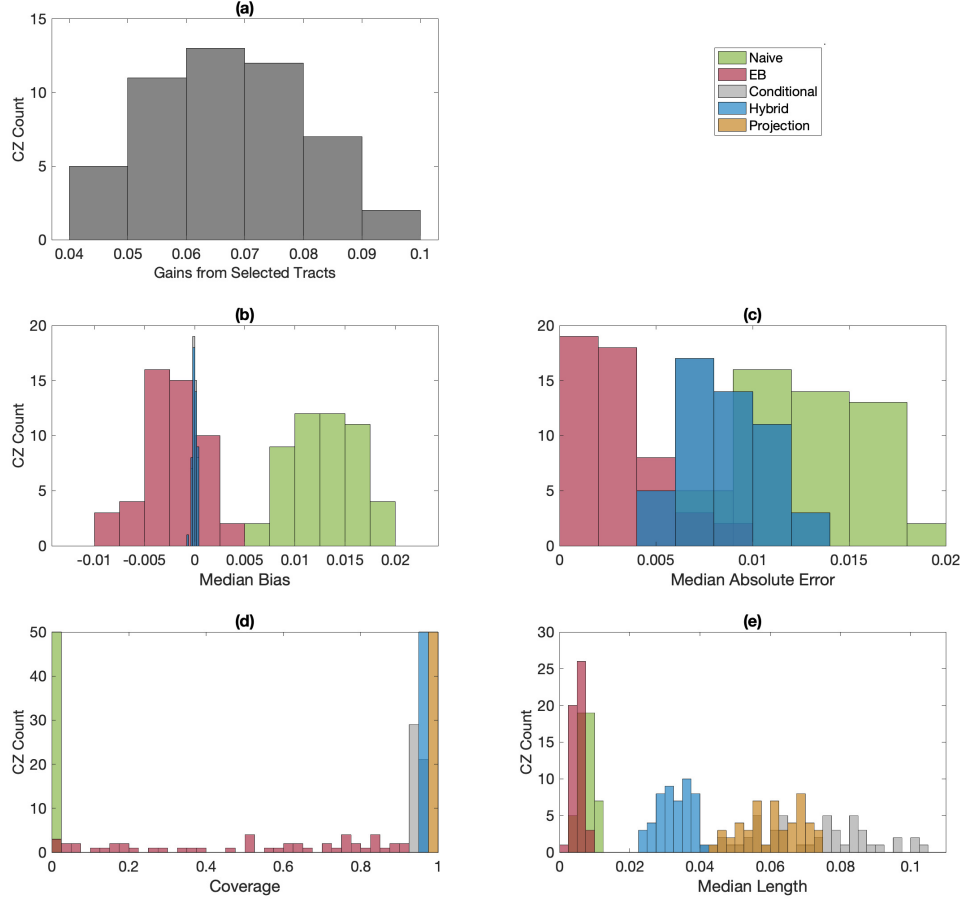 (a)
15
10
5
0
CZ Count
0.04 0.05 0.06 0.07 0.08 0.09 0.1
Gains from Selected Tracts
Naive
EB
Conditional
Hybrid
Projection
(b)
20
15
10
5
0
CZ Count
-0.01 -0.005 0 0.005 0.01 0.015 0.02
Median Bias
(c)
20
15
10
5
0
CZ Count
0 0.005 0.01 0.015 0.02
Median Absolute Error
(d)
50
40
30
20
10
0
CZ Count
0 0.2 0.4 0.6 0.8 1
Coverage
(e)
30
25
20
15
10
5
0
CZ Count
0 0.02 0.04 0.06 0.08 0.1
Median Length